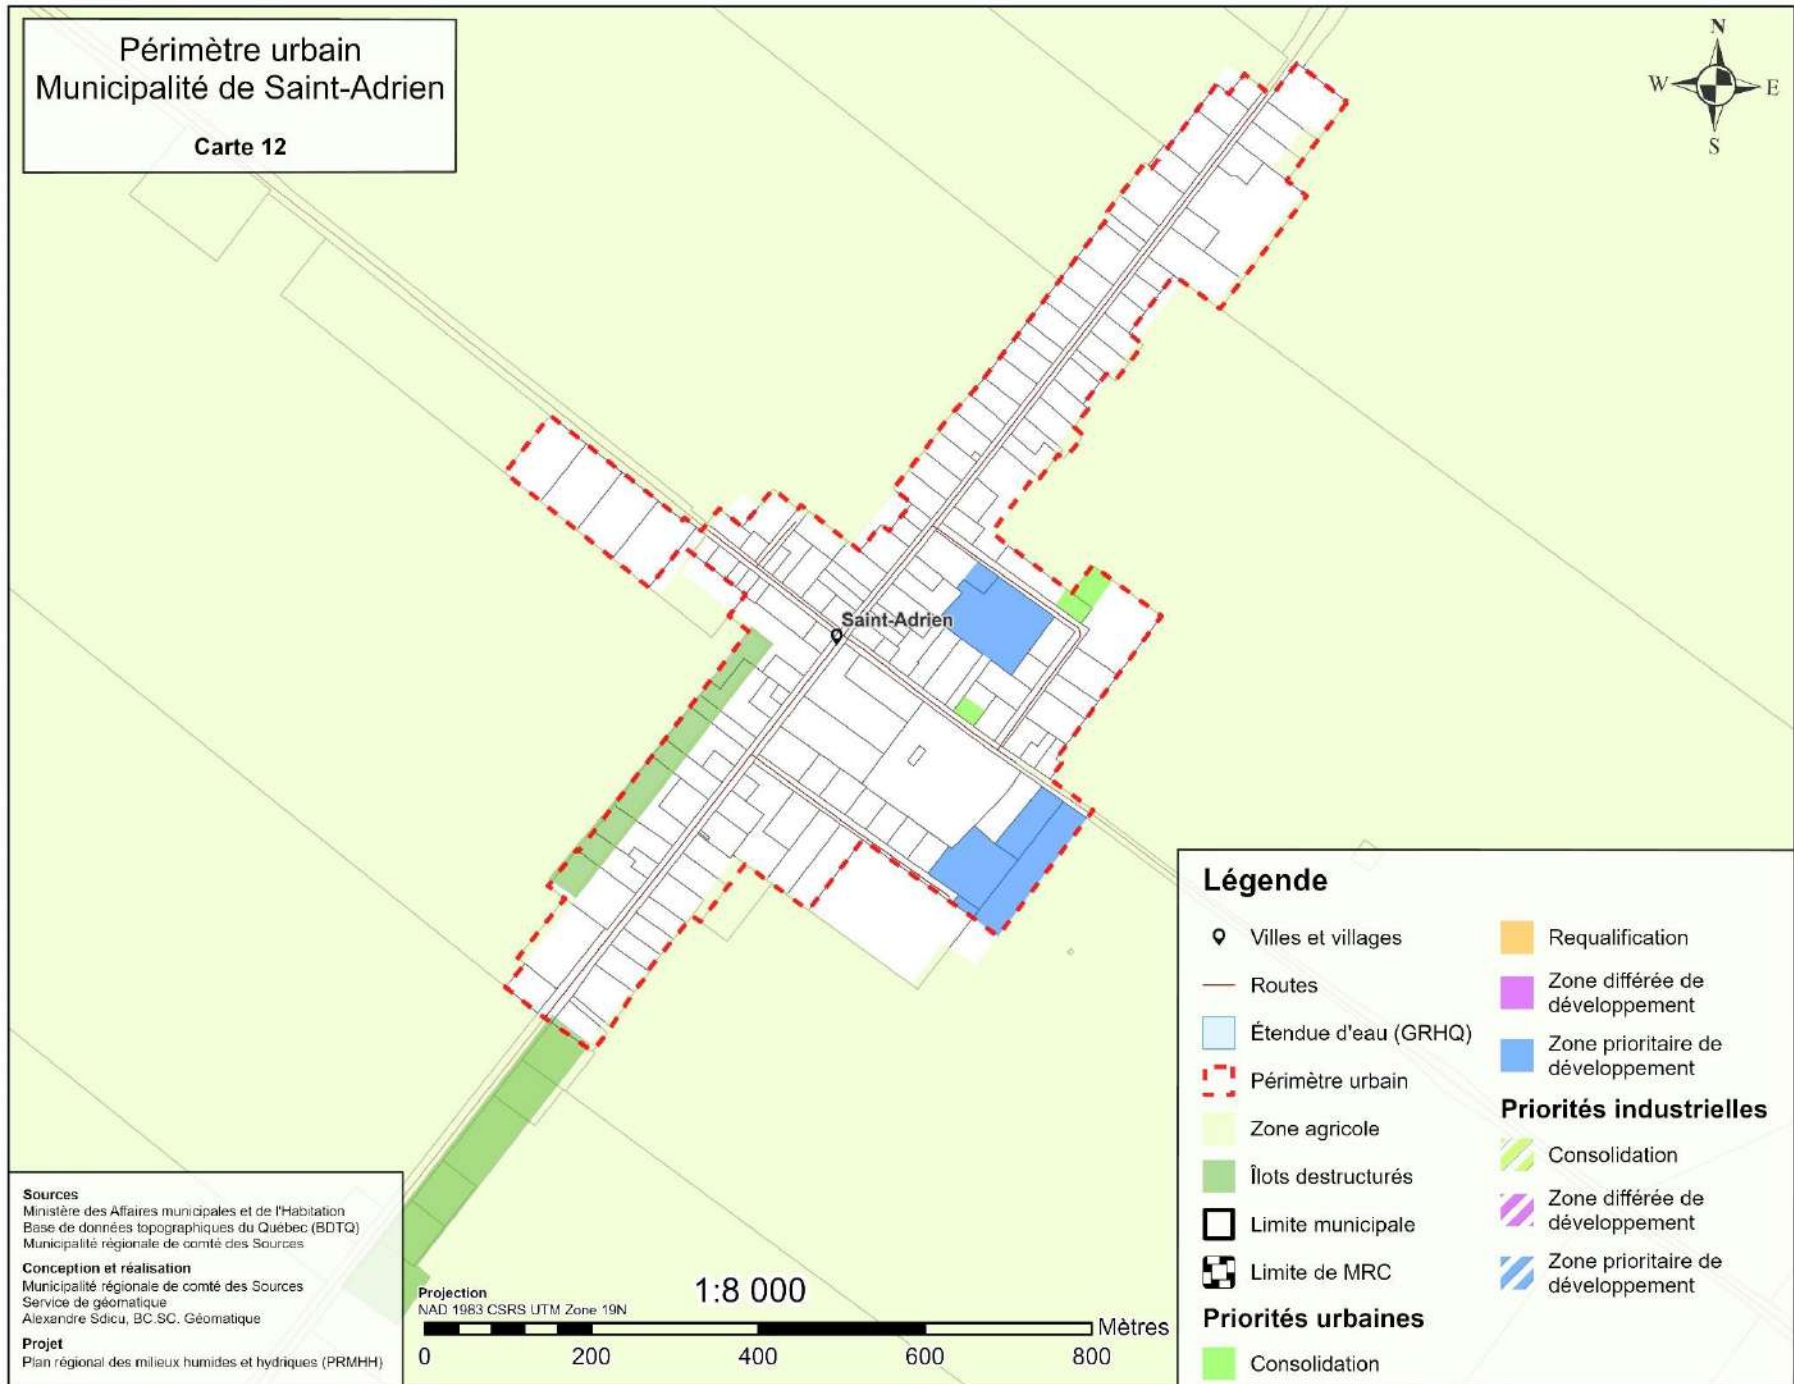 Périmètre urbain
Municipalité de Saint-Adrien
Carte 12
N
W
E
S
Saint-Adrien
Légende
Villes et villages
Routes
Étendue d'eau (GRHQ)
Périmètre urbain
Zone agricole
Îlots destructurés
Limite municipale
Limite de MRC
Priorités urbaines
Consolidation
Requalification
Zone différée de
développement
Zone prioritaire de
développement
Priorités industrielles
Consolidation
Zone différée de
développement
Zone prioritaire de
développement
Sources
Ministère des Affaires municipales et de l'Habitation
Base de données topographiques du Québec (BDTQ)
Municipalité régionale de comté des Sources
Conception et réalisation
Municipalité régionale de comté des Sources
Service de géomatique
Alexandre Sdicu, BC.SC. Géomatique
Projet
Plan régional des milieux humides et hydriques (PRMHH)
Projection
NAD 1983 CSRS UTM Zone 19N
1:8 000
Mètres
0 200 400 600 800